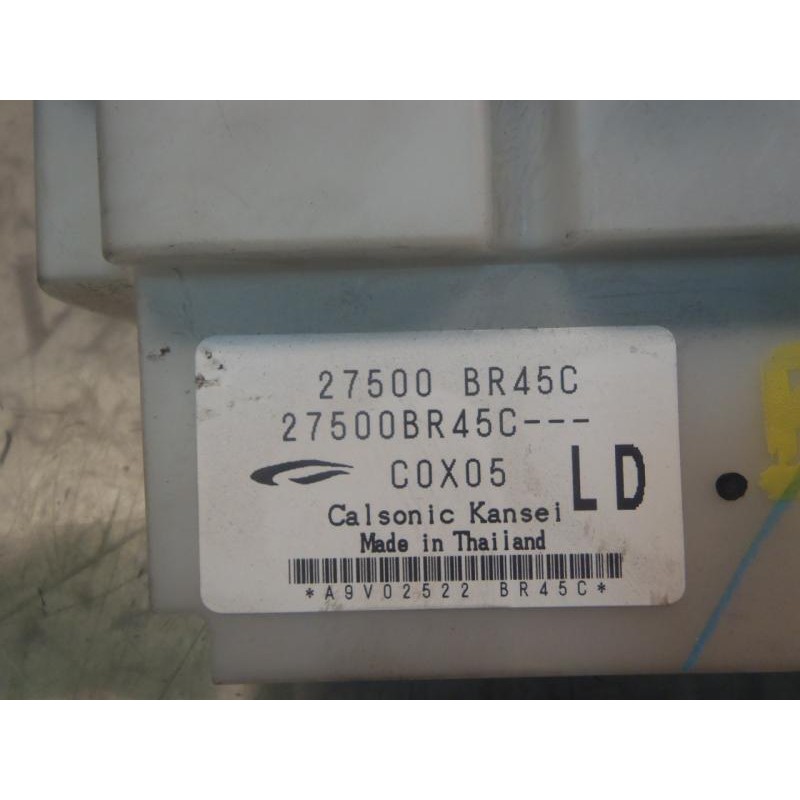 27500 BR45C
27500BR45C---
C0X05
LD
Calsonic Kansei
Made in Thailand
*A9V02522 BR45C*